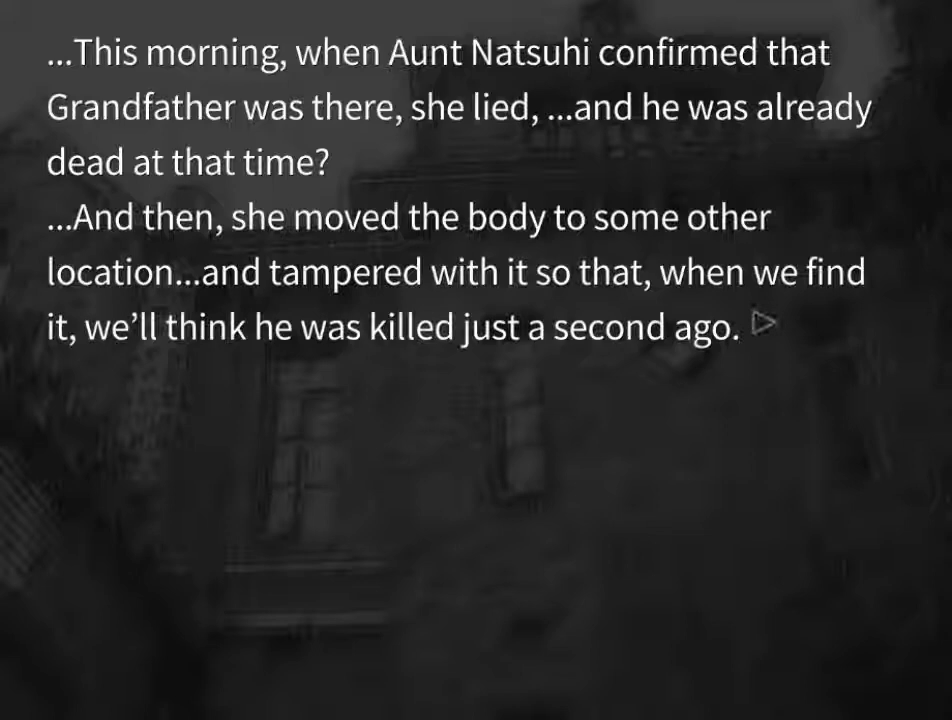 ...This morning, when Aunt Natsuhi confirmed that
Grandfather was there, she lied, ...and he was already
dead at that time?
...And then, she moved the body to some other
location...and tampered with it so that, when we find
it, we’ll think he was killed just a second ago.